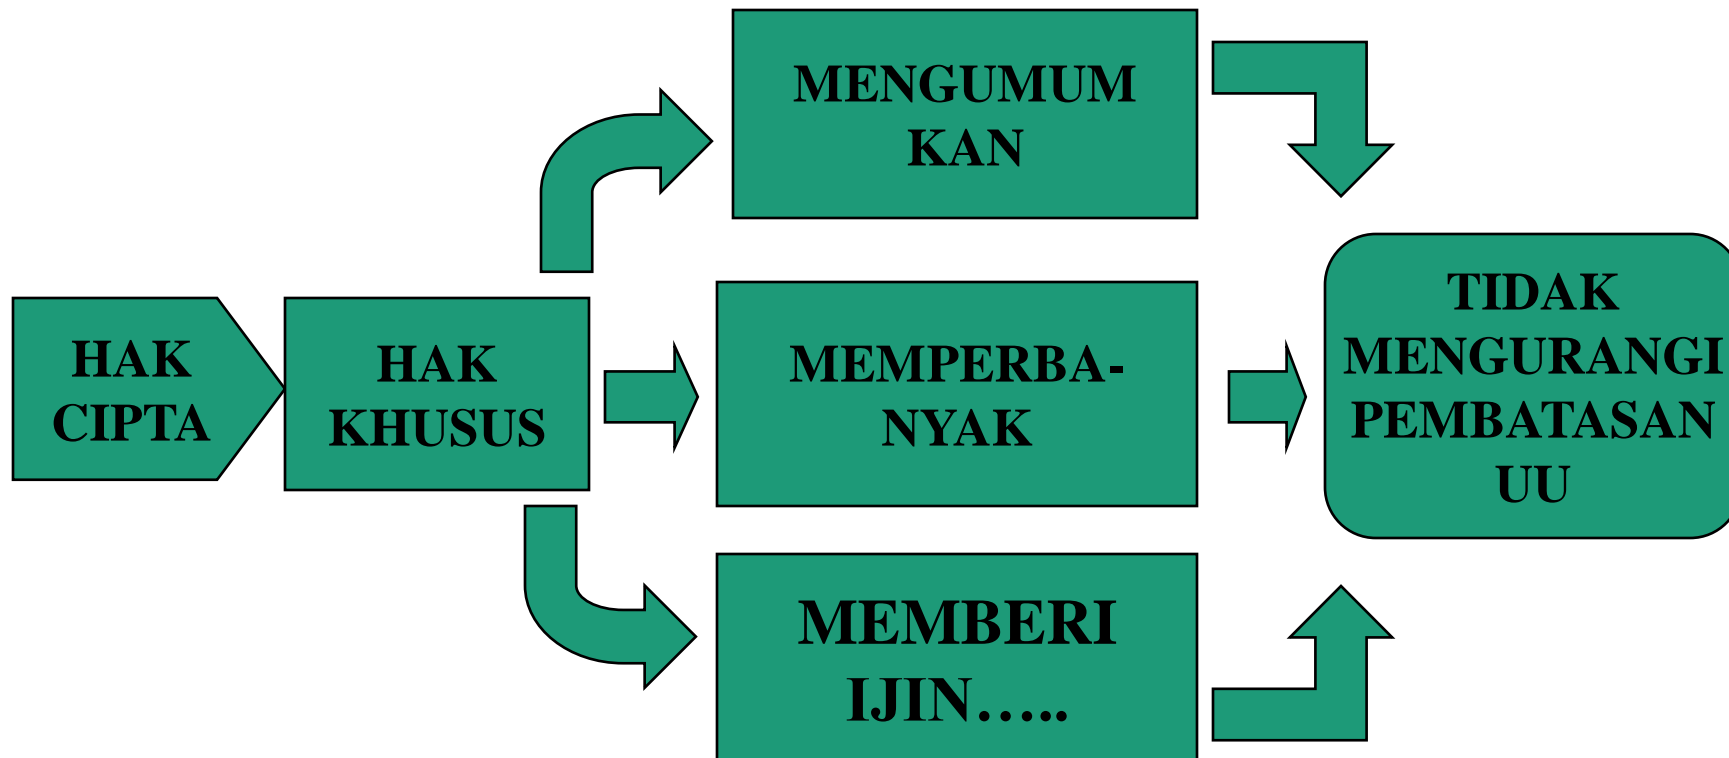 HAK
CIPTA
HAK
KHUSUS
MENGUMUM
KAN
MEMPERBA-
NYAK
MEMBERI
IJIN…..
TIDAK
MENGURANGI
PEMBATASAN
UU